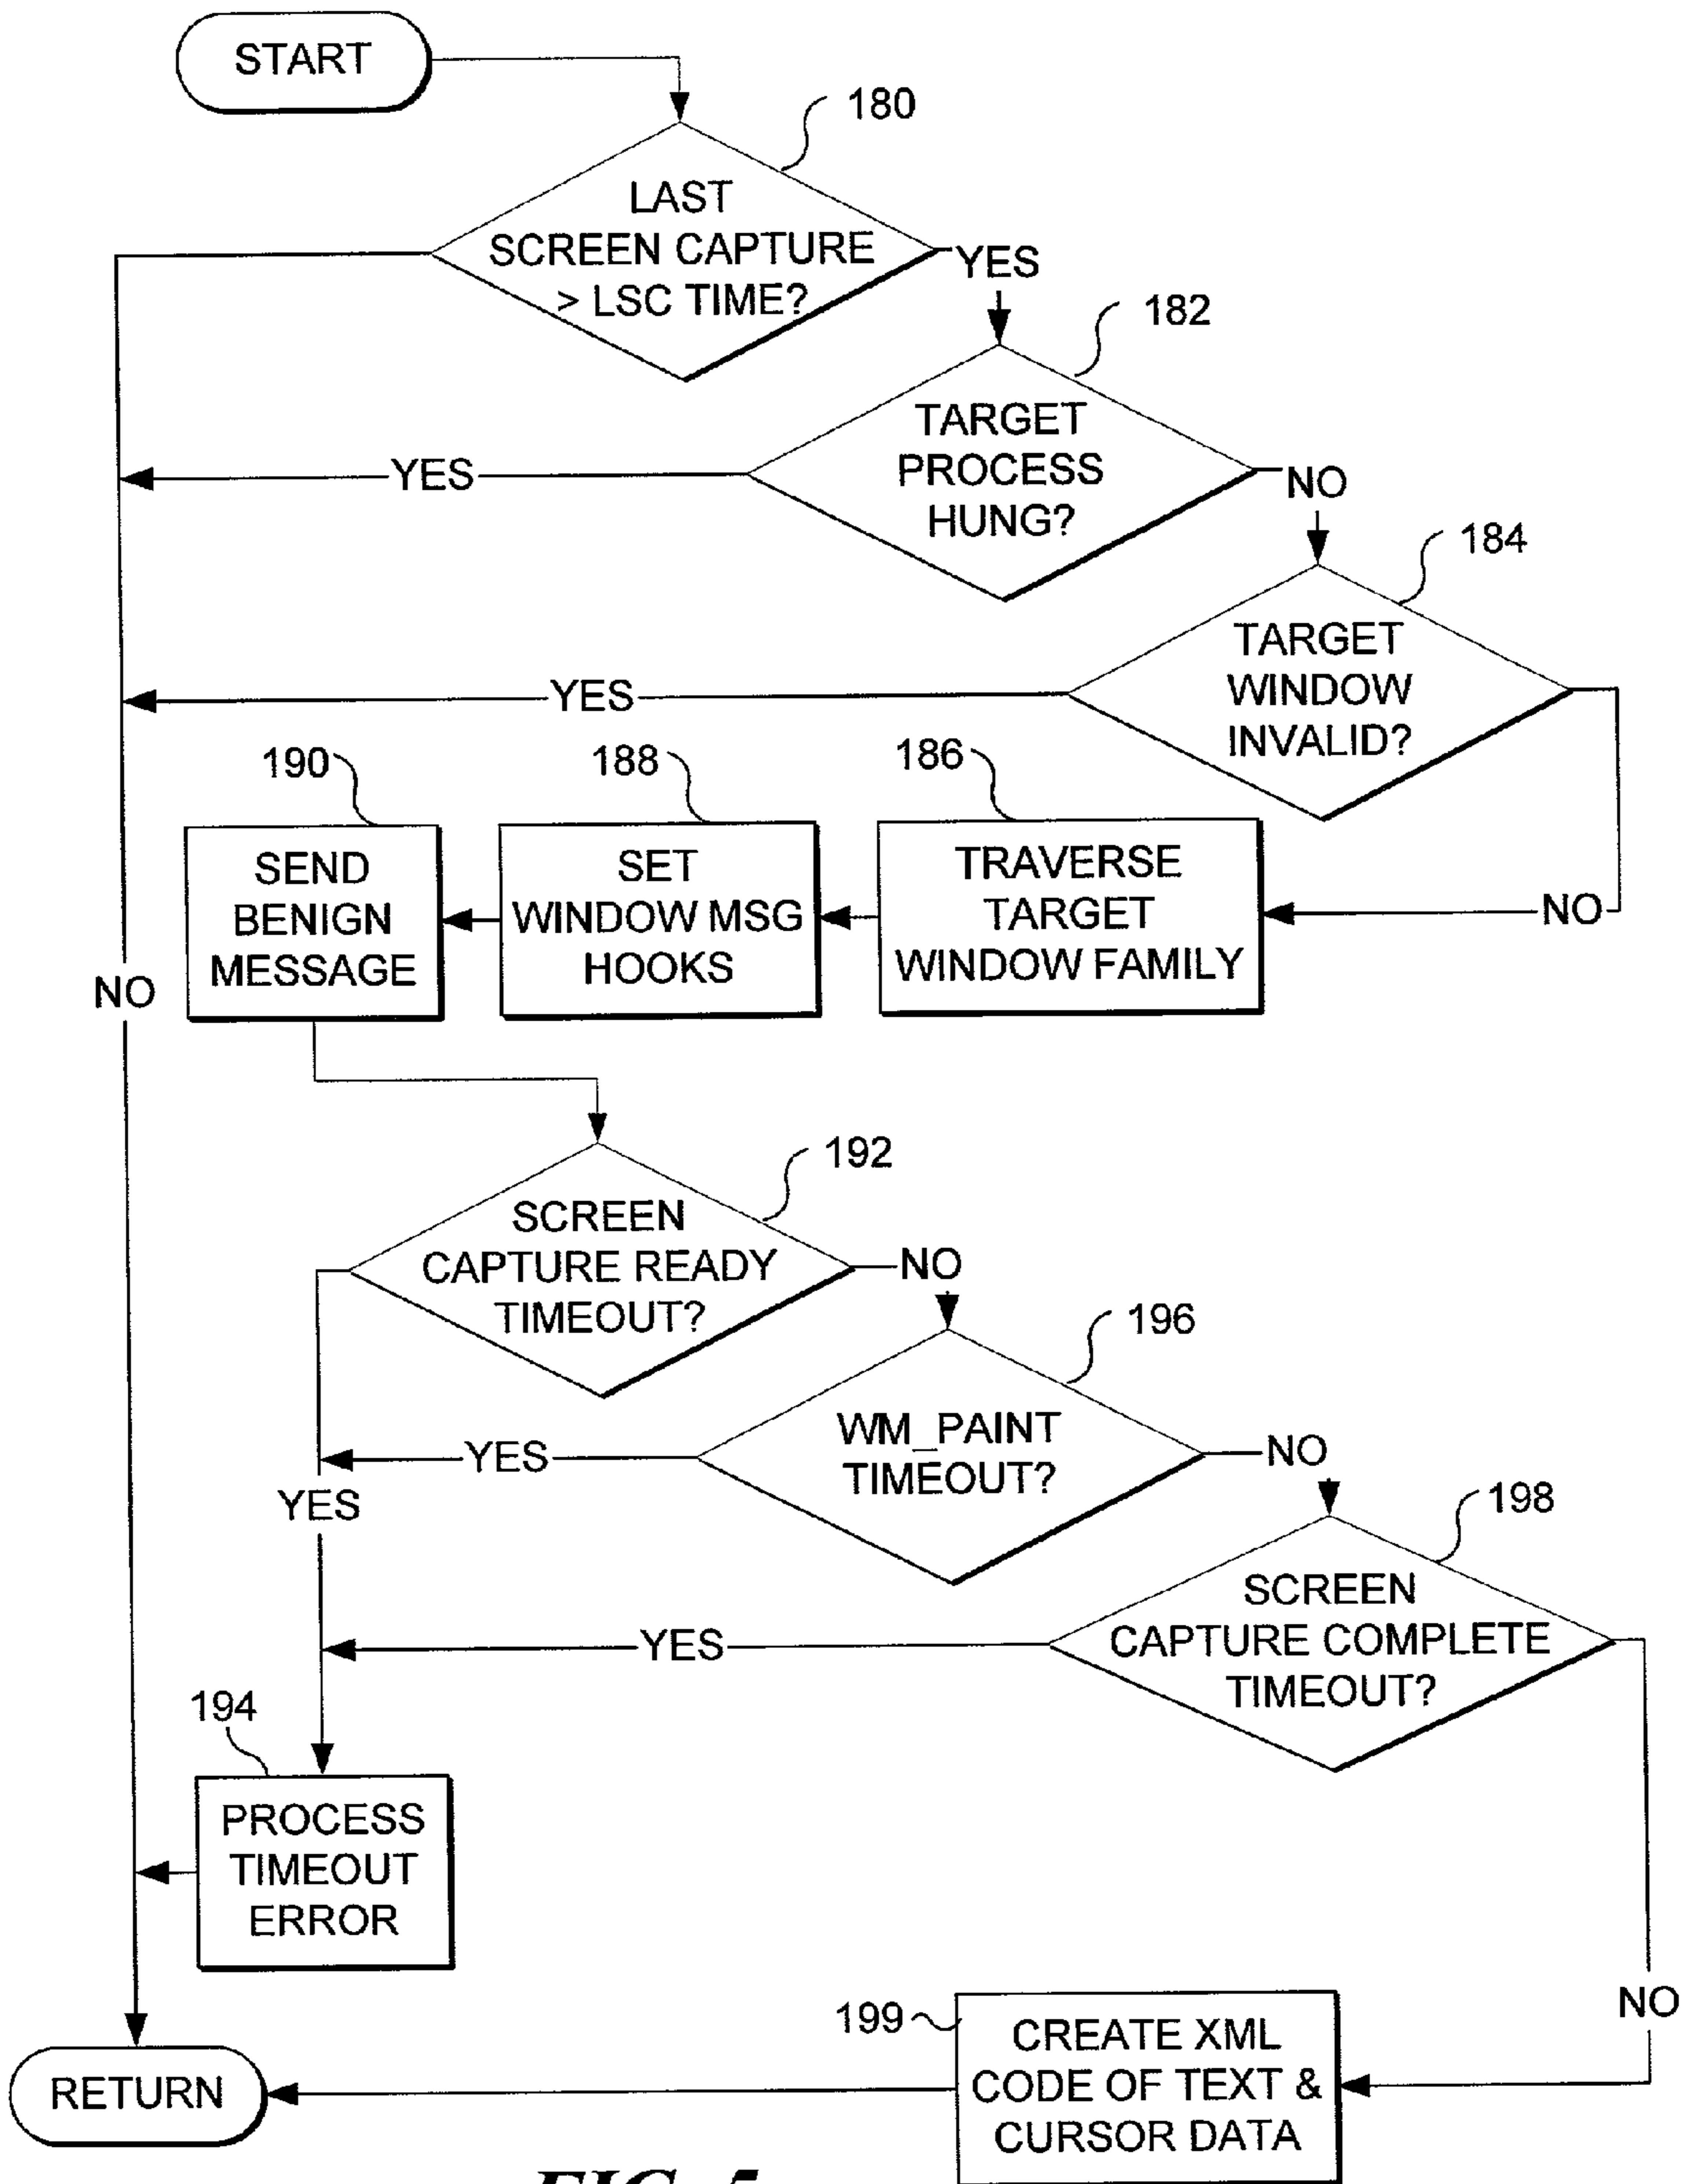 START
180
LAST
SCREEN CAPTURE
> LSC TIME?
YES
182
TARGET
PROCESS
HUNG?
YES
NO
184
TARGET
WINDOW
INVALID?
YES
NO
186
TRAVERSE
TARGET
WINDOW FAMILY
188
SET
WINDOW MSG
HOOKS
190
SEND
BENIGN
MESSAGE
NO
192
SCREEN
CAPTURE READY
TIMEOUT?
NO
YES
196
WM_PAINT
TIMEOUT?
YES
NO
198
SCREEN
CAPTURE COMPLETE
TIMEOUT?
YES
NO
194
PROCESS
TIMEOUT
ERROR
199
CREATE XML
CODE OF TEXT &
CURSOR DATA
RETURN
FIG. 5